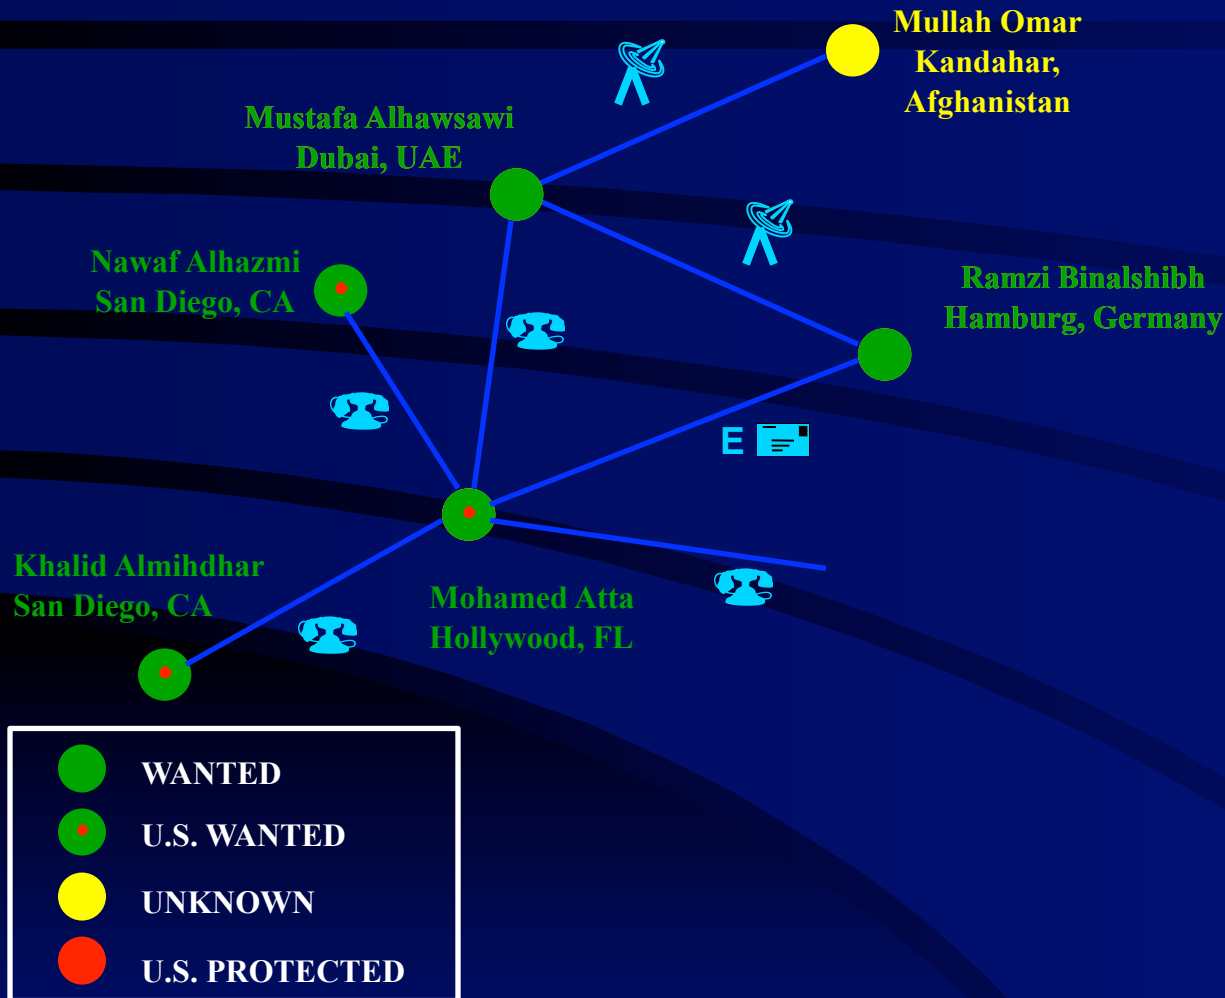 Mullah Omar
Kandahar,
Afghanistan
Mustafa Alhawsawi
Dubai, UAE
Nawaf Alhazmi
San Diego, CA
Ramzi Binalshibh
Hamburg, Germany
E
Khalid Almihdhar
San Diego, CA
Mohamed Atta
Hollywood, FL
WANTED
U.S. WANTED
UNKNOWN
U.S. PROTECTED